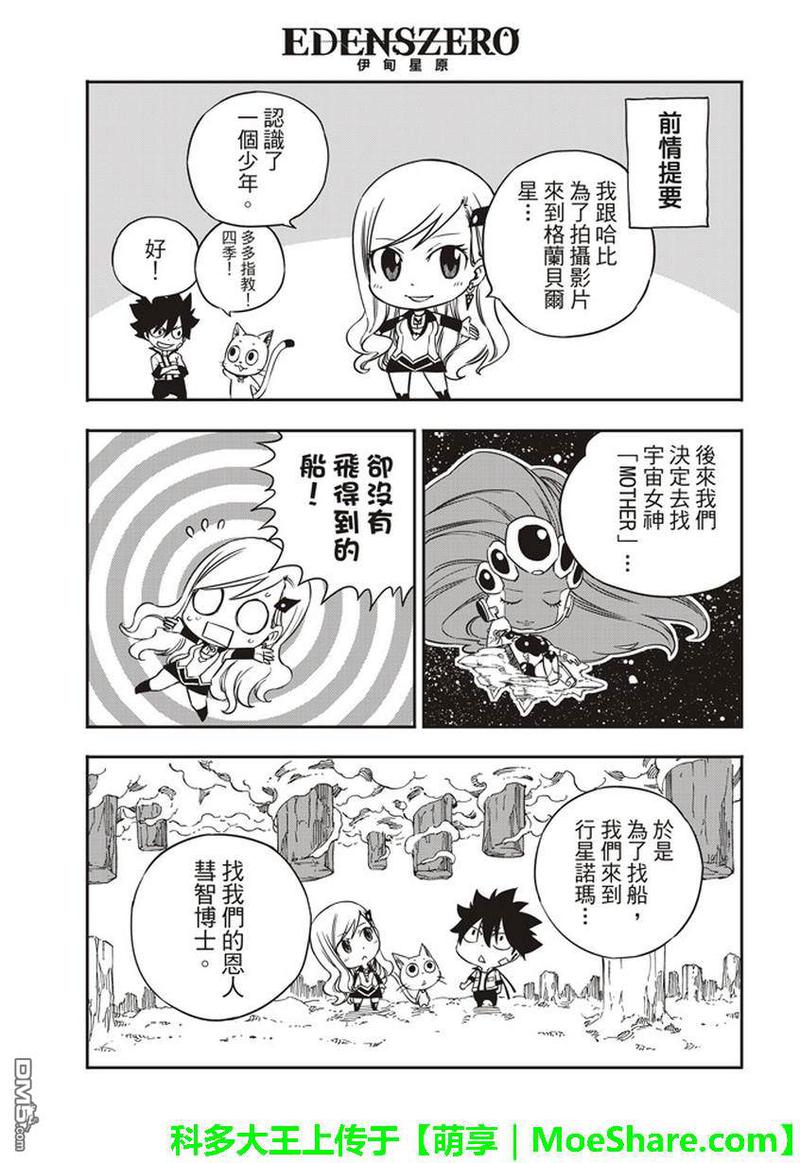 EDENSZERO
伊甸星原
前情提要
我跟哈比
為了拍攝影片
來到格蘭貝爾
星…
認識了
一個少年。
多多指教！
四季！
好！
後來我們
決定去找
宇宙女神
「MOTHER」…
卻沒有
飛得到的
船！
於是
為了找船，
我們來到
行星諾瑪…
找我們的恩人
彗智博士。
DM5.com
科多大王上传于【萌享｜MoeShare.com】